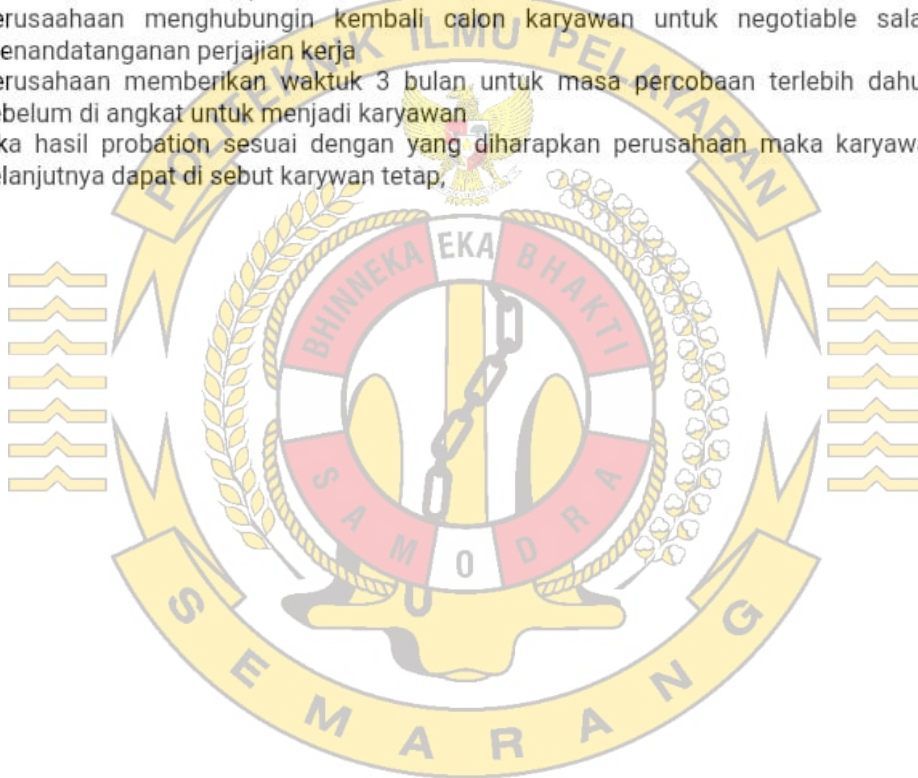 erusaahaan menghubungin kembali calon karyawan untuk negotiable sala
enandatanganan perjajian kerja
erusahaan memberikan waktuk 3 bulan untuk masa percobaan terlebih dahu
ebelum di angkat untuk menjadi karyawan
ka hasil probation sesuai dengan yang diharapkan perusahaan maka karyawa
elanjutnya dapat di sebut karywan tetap,
POLITEKNIK ILMU PELAYARAN
BHINNEKA EKA BHAKTI
SAMODRA
SEMARANG